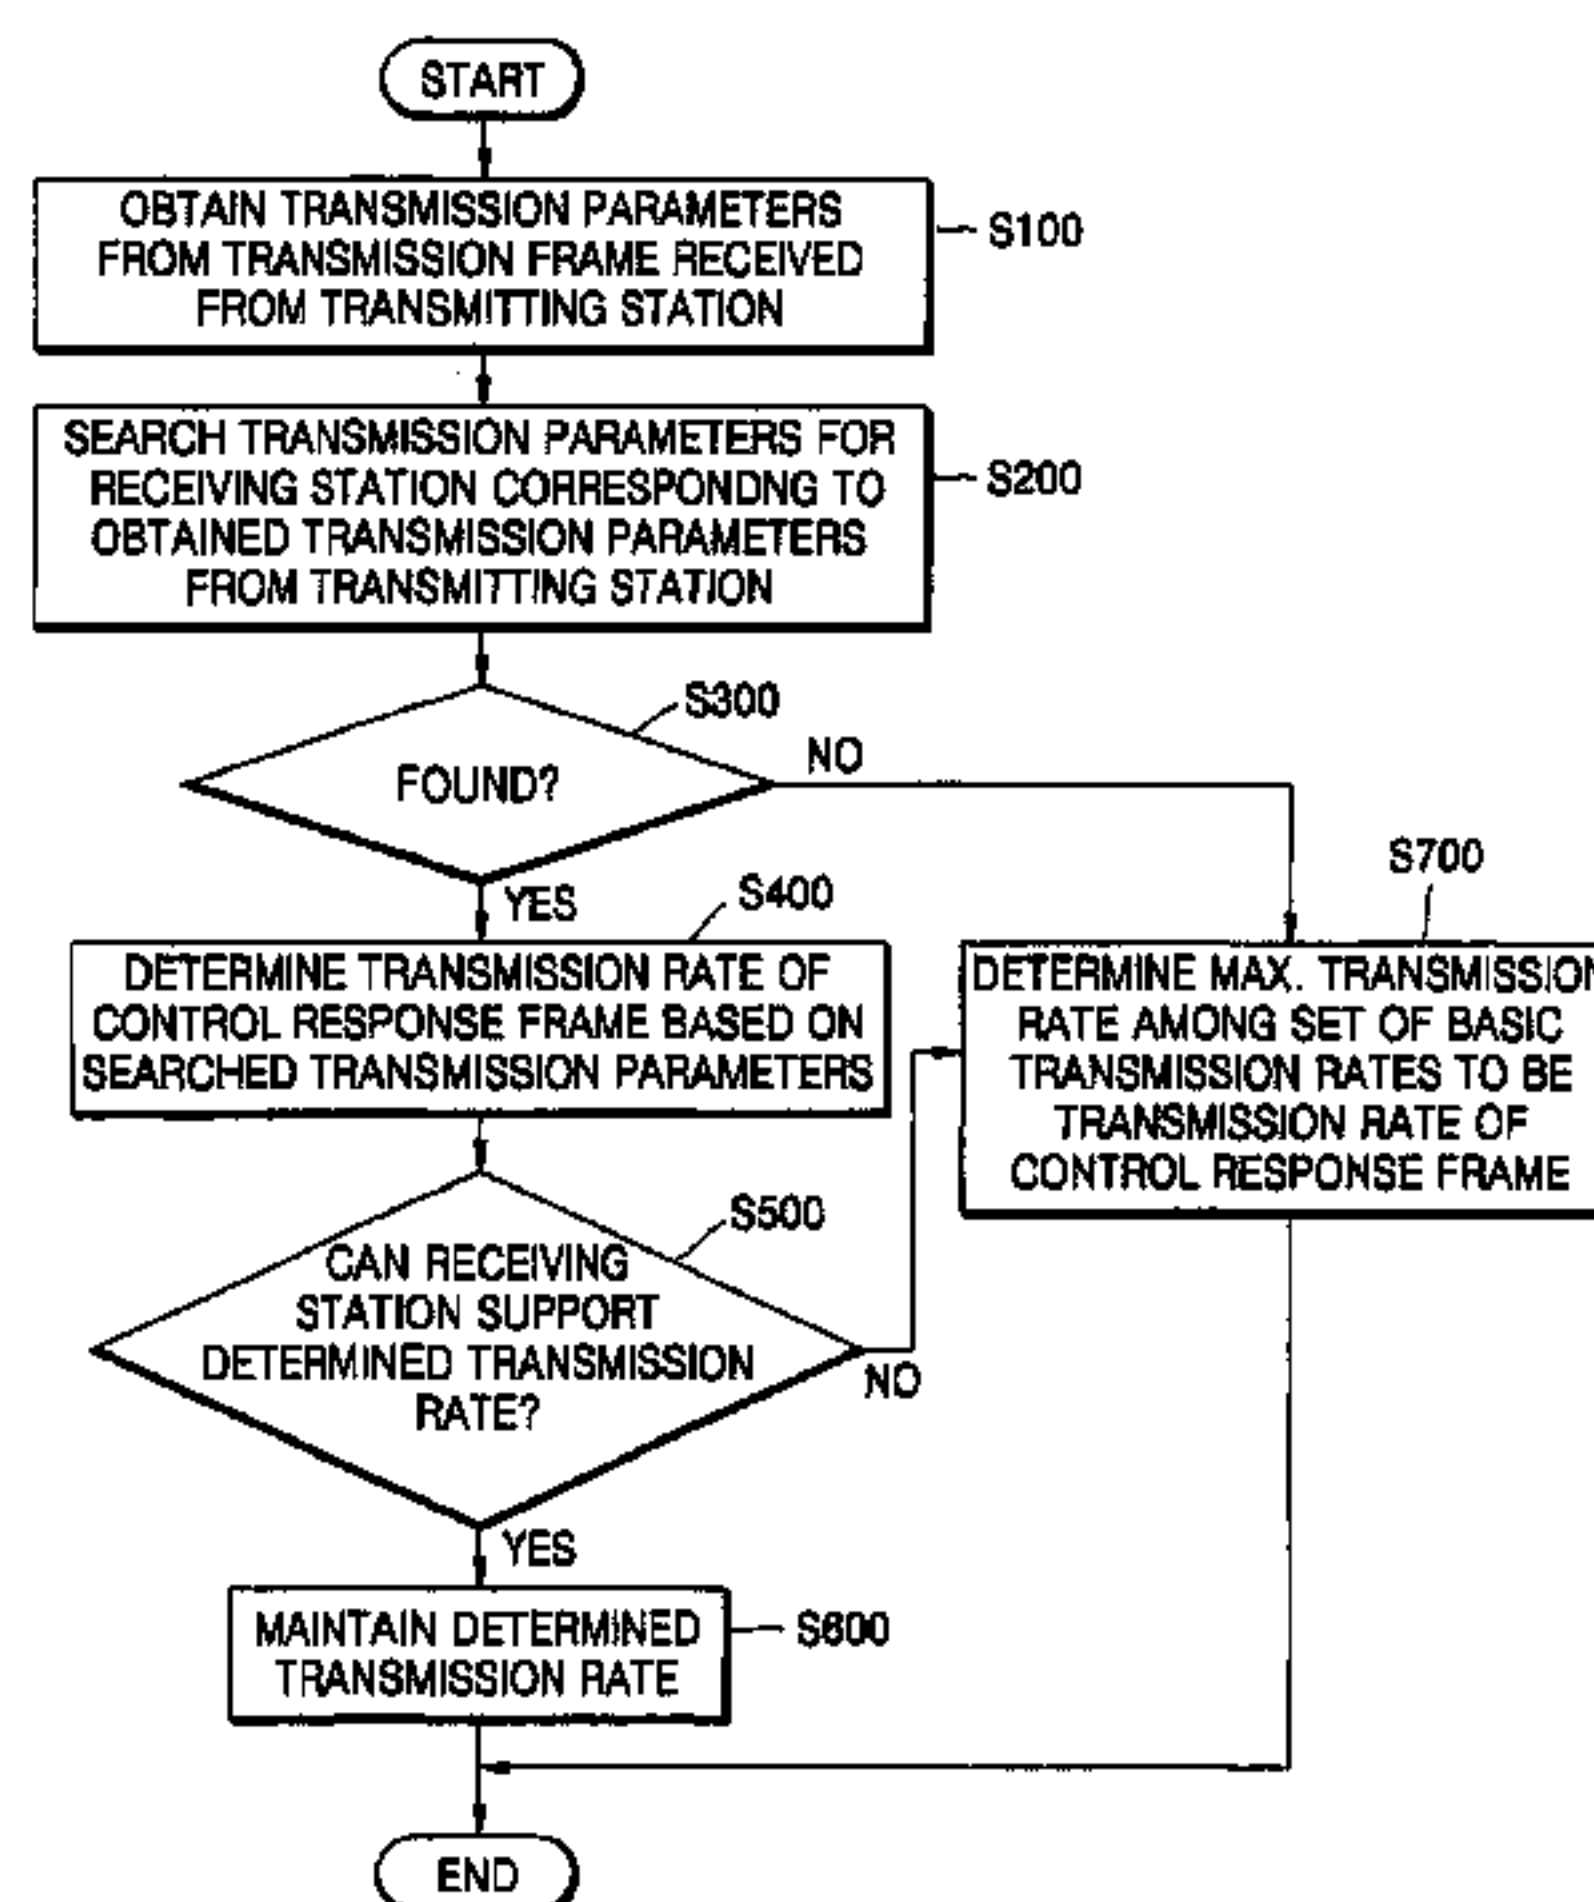 START
OBTAIN TRANSMISSION PARAMETERS
FROM TRANSMISSION FRAME RECEIVED
FROM TRANSMITTING STATION
S100
SEARCH TRANSMISSION PARAMETERS FOR
RECEIVING STATION CORRESPONDNG TO
OBTAINED TRANSMISSION PARAMETERS
FROM TRANSMITTING STATION
S200
S300
FOUND?
NO
YES
S400
DETERMINE TRANSMISSION RATE OF
CONTROL RESPONSE FRAME BASED ON
SEARCHED TRANSMISSION PARAMETERS
S700
DETERMINE MAX. TRANSMISSION
RATE AMONG SET OF BASIC
TRANSMISSION RATES TO BE
TRANSMISSION RATE OF
CONTROL RESPONSE FRAME
S500
CAN RECEIVING
STATION SUPPORT
DETERMINED TRANSMISSION
RATE?
NO
YES
MAINTAIN DETERMINED
TRANSMISSION RATE
S600
END